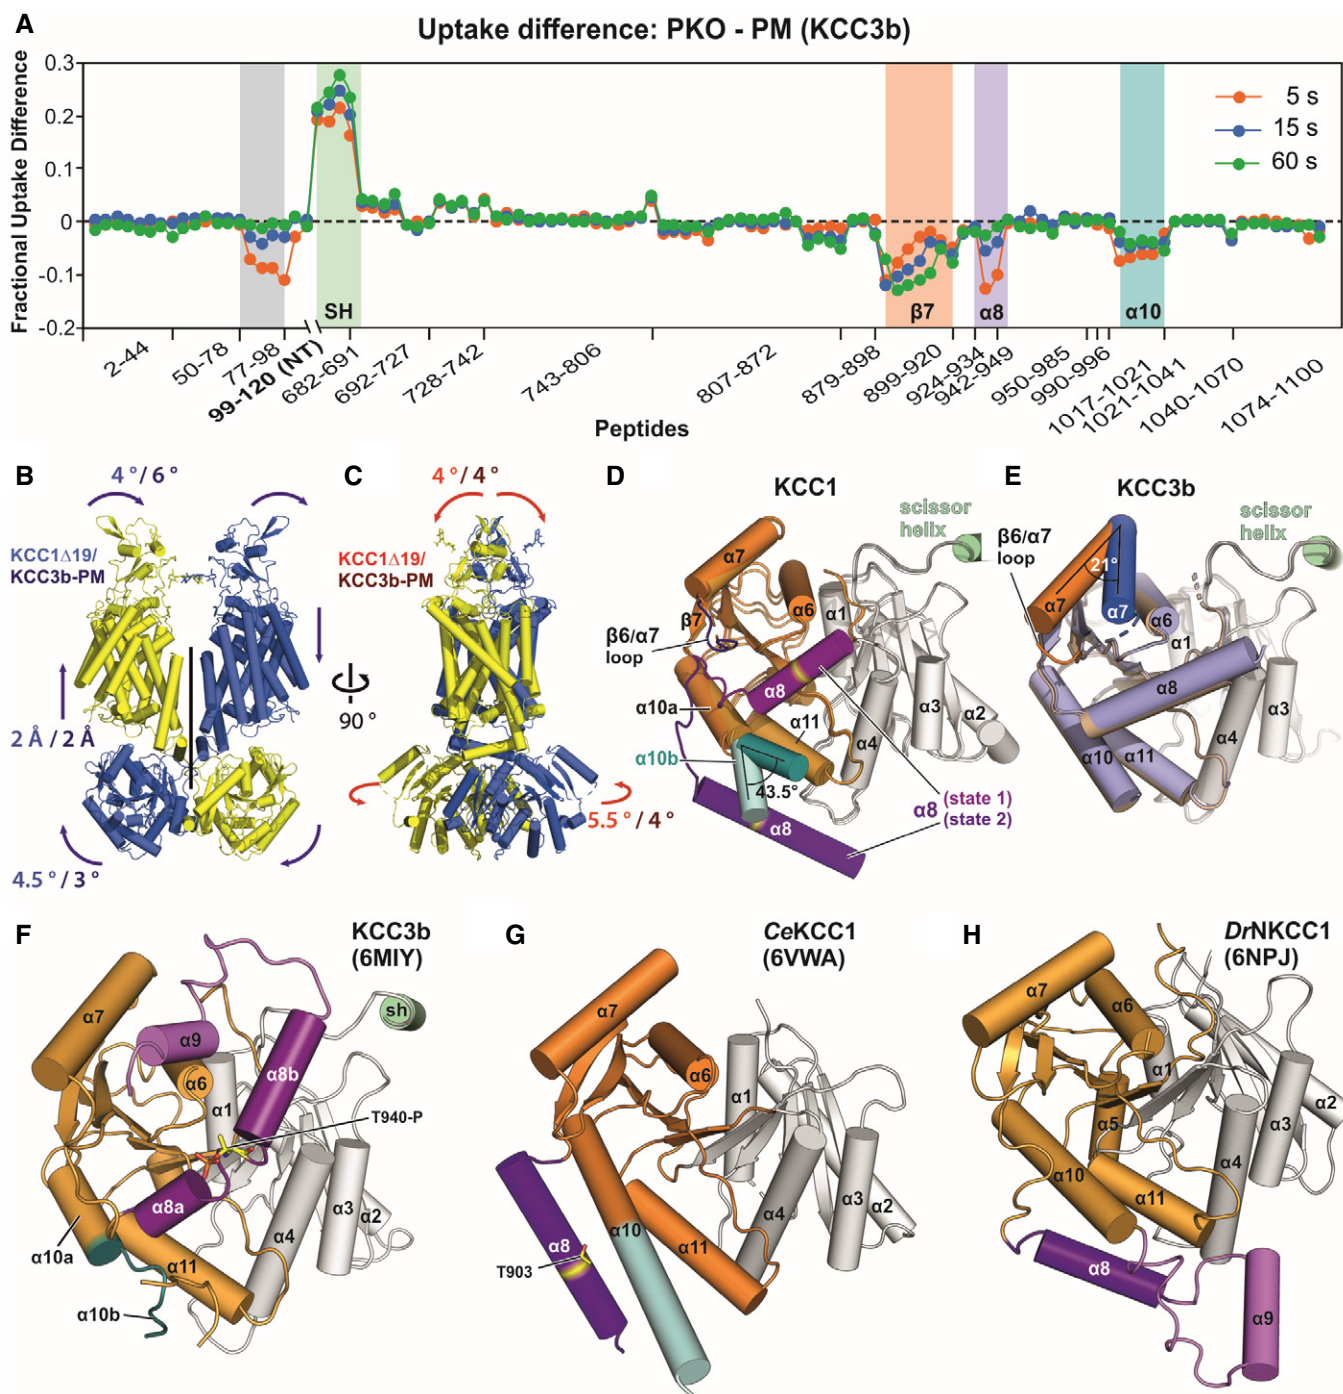 A
Uptake difference: PKO - PM (KCC3b)
Fractional Uptake Difference
0.3
0.2
0.1
0
-0.1
-0.2
5 s
15 s
60 s
SH
β7
α8
α10
2-44
50-78
77-98
99-120 (NT)
682-691
692-727
728-742
743-806
807-872
879-898
899-920
924-934
942-949
950-985
990-996
1017-1021
1021-1041
1040-1070
1074-1100
Peptides
B
4 °/ 6 °
KCC1Δ19/
KCC3b-PM
2 Å / 2 Å
4.5 °/ 3 °
90 °
C
4 °/ 4 °
KCC1Δ19/
KCC3b-PM
5.5 °/ 4 °
D
KCC1
scissor
helix
α7
α6
α1
β7
β6/α7
loop
α8
α10a
α11
α3
α2
α4
α10b
43.5°
α8
α8
(state 1)
(state 2)
E
KCC3b
scissor
helix
β6/α7
loop
21°
α7
α7
α6
α1
α8
α3
α10
α11
α4
F
KCC3b
(6MIY)
α7
sh
α9
α8b
α6
α1
T940-P
α8a
α3
α2
α4
α10a
α11
α10b
G
CeKCC1
(6VWA)
α7
α6
α1
α8
T903
α10
α11
α4
α3
α2
H
DrNKCC1
(6NPJ)
α7
α6
α1
α2
α5
α3
α4
α10
α11
α8
α9